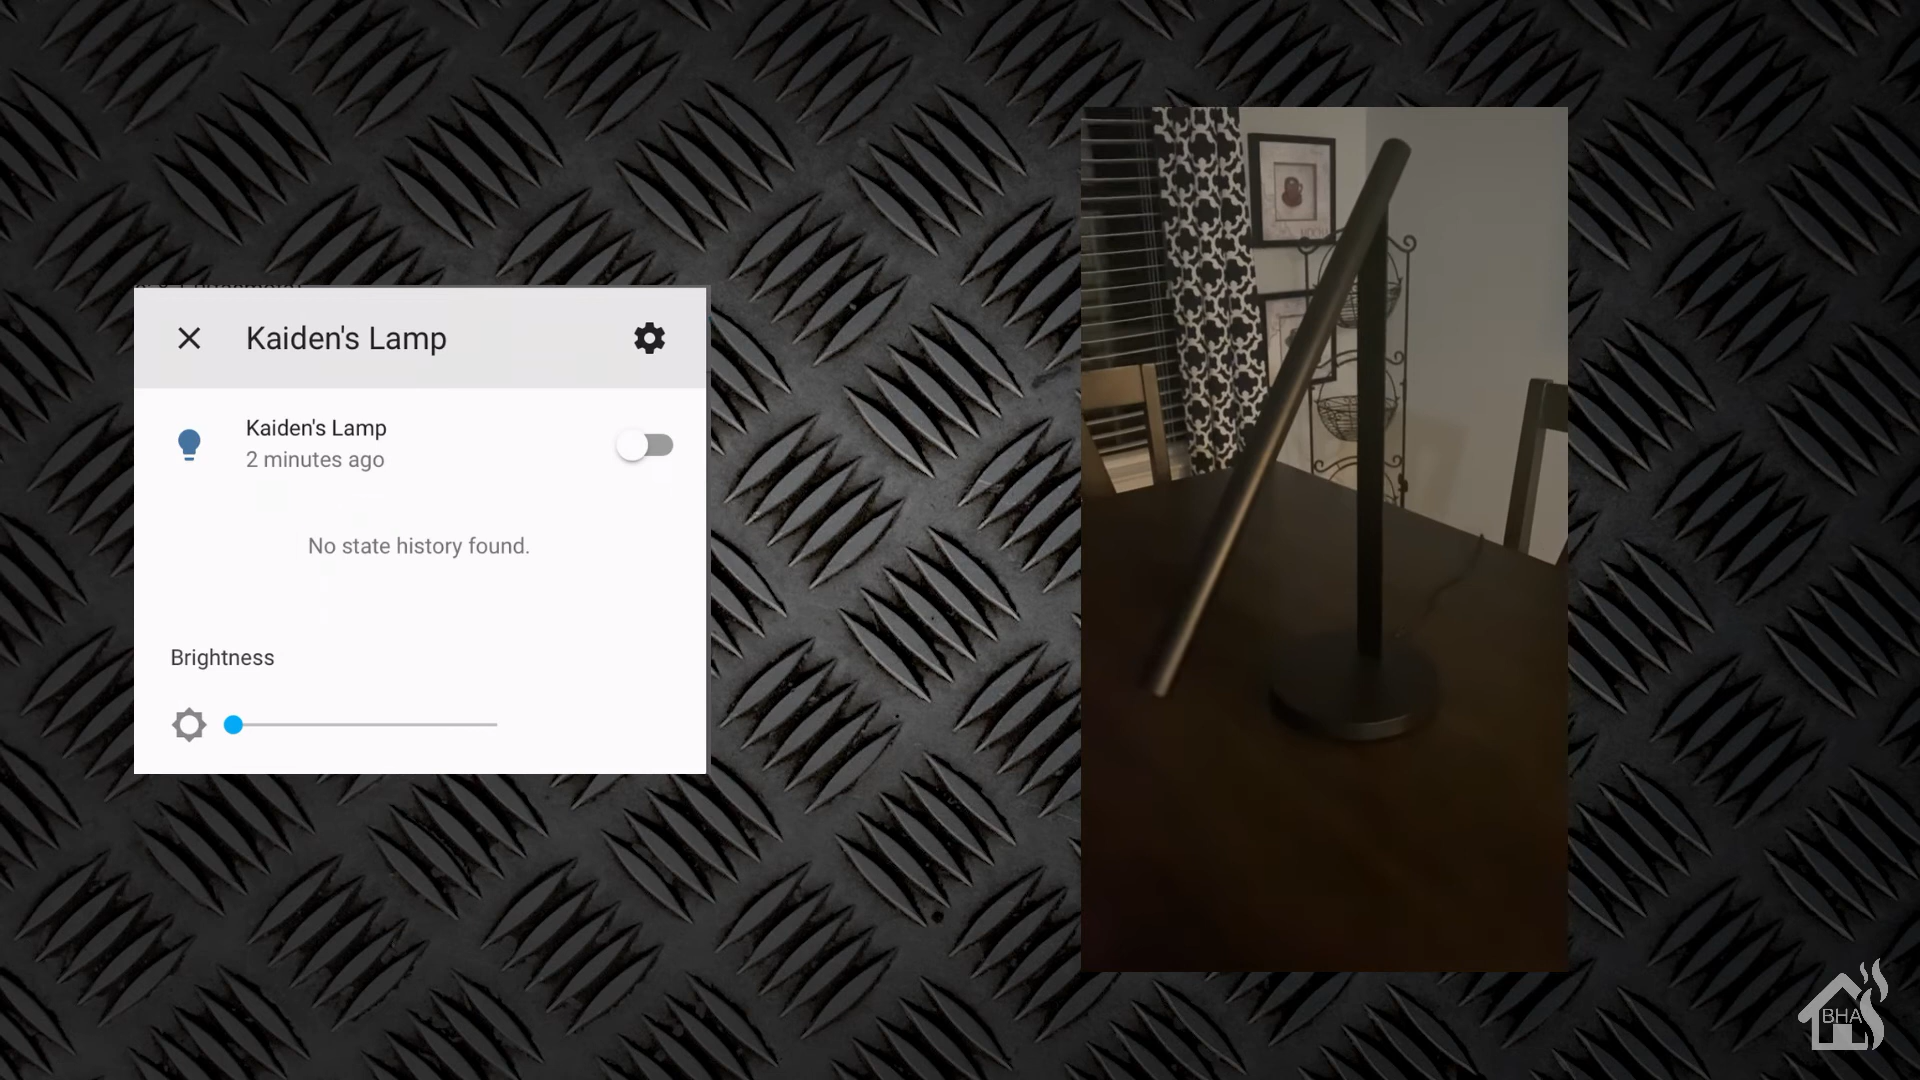 Kaiden's Lamp
Kaiden's Lamp
2 minutes ago
No state history found.
Brightness
BHA